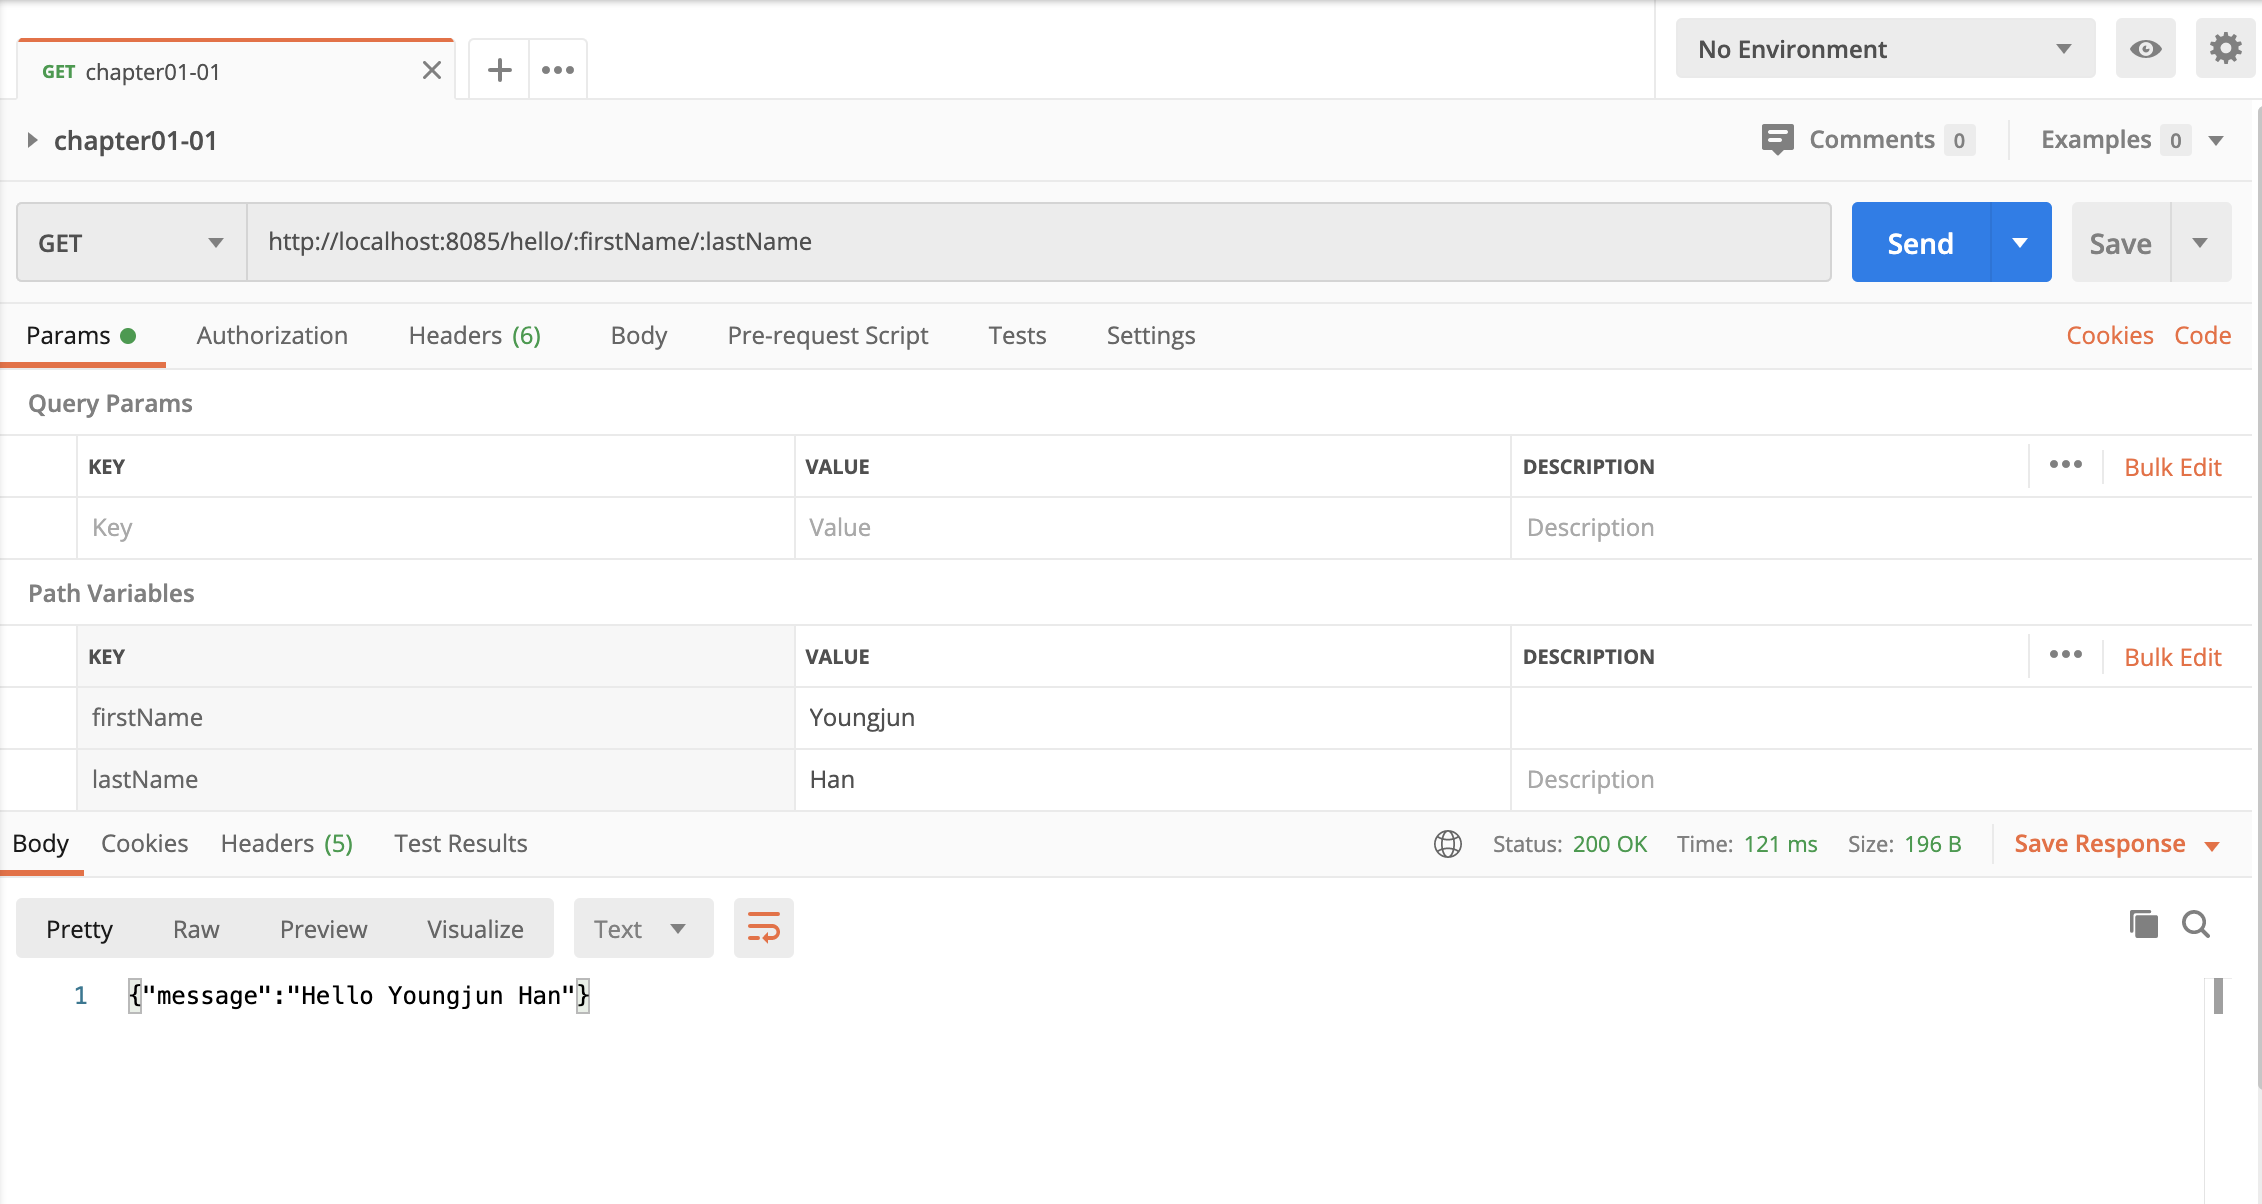 GET chapter01-01
No Environment
chapter01-01
Comments 0
Examples 0
GET
http://localhost:8085/hello/:firstName/:lastName
Send
Save
Params
Authorization
Headers (6)
Body
Pre-request Script
Tests
Settings
Cookies
Code
Query Params
KEY
VALUE
DESCRIPTION
Bulk Edit
Key
Value
Description
Path Variables
KEY
VALUE
DESCRIPTION
Bulk Edit
firstName
Youngjun
lastName
Han
Description
Body
Cookies
Headers (5)
Test Results
Status: 200 OK
Time: 121 ms
Size: 196 B
Save Response
Pretty
Raw
Preview
Visualize
Text
1 {"message":"Hello Youngjun Han"}